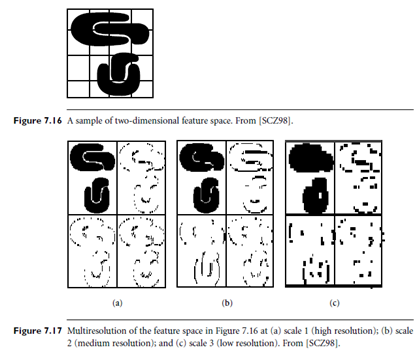 Figure 7.16 A sample of two-dimensional feature space. From [SCZ98].
(a) (b) (c)
Figure 7.17 Multiresolution of the feature space in Figure 7.16 at (a) scale 1 (high resolution); (b) scale
2 (medium resolution); and (c) scale 3 (low resolution). From [SCZ98].